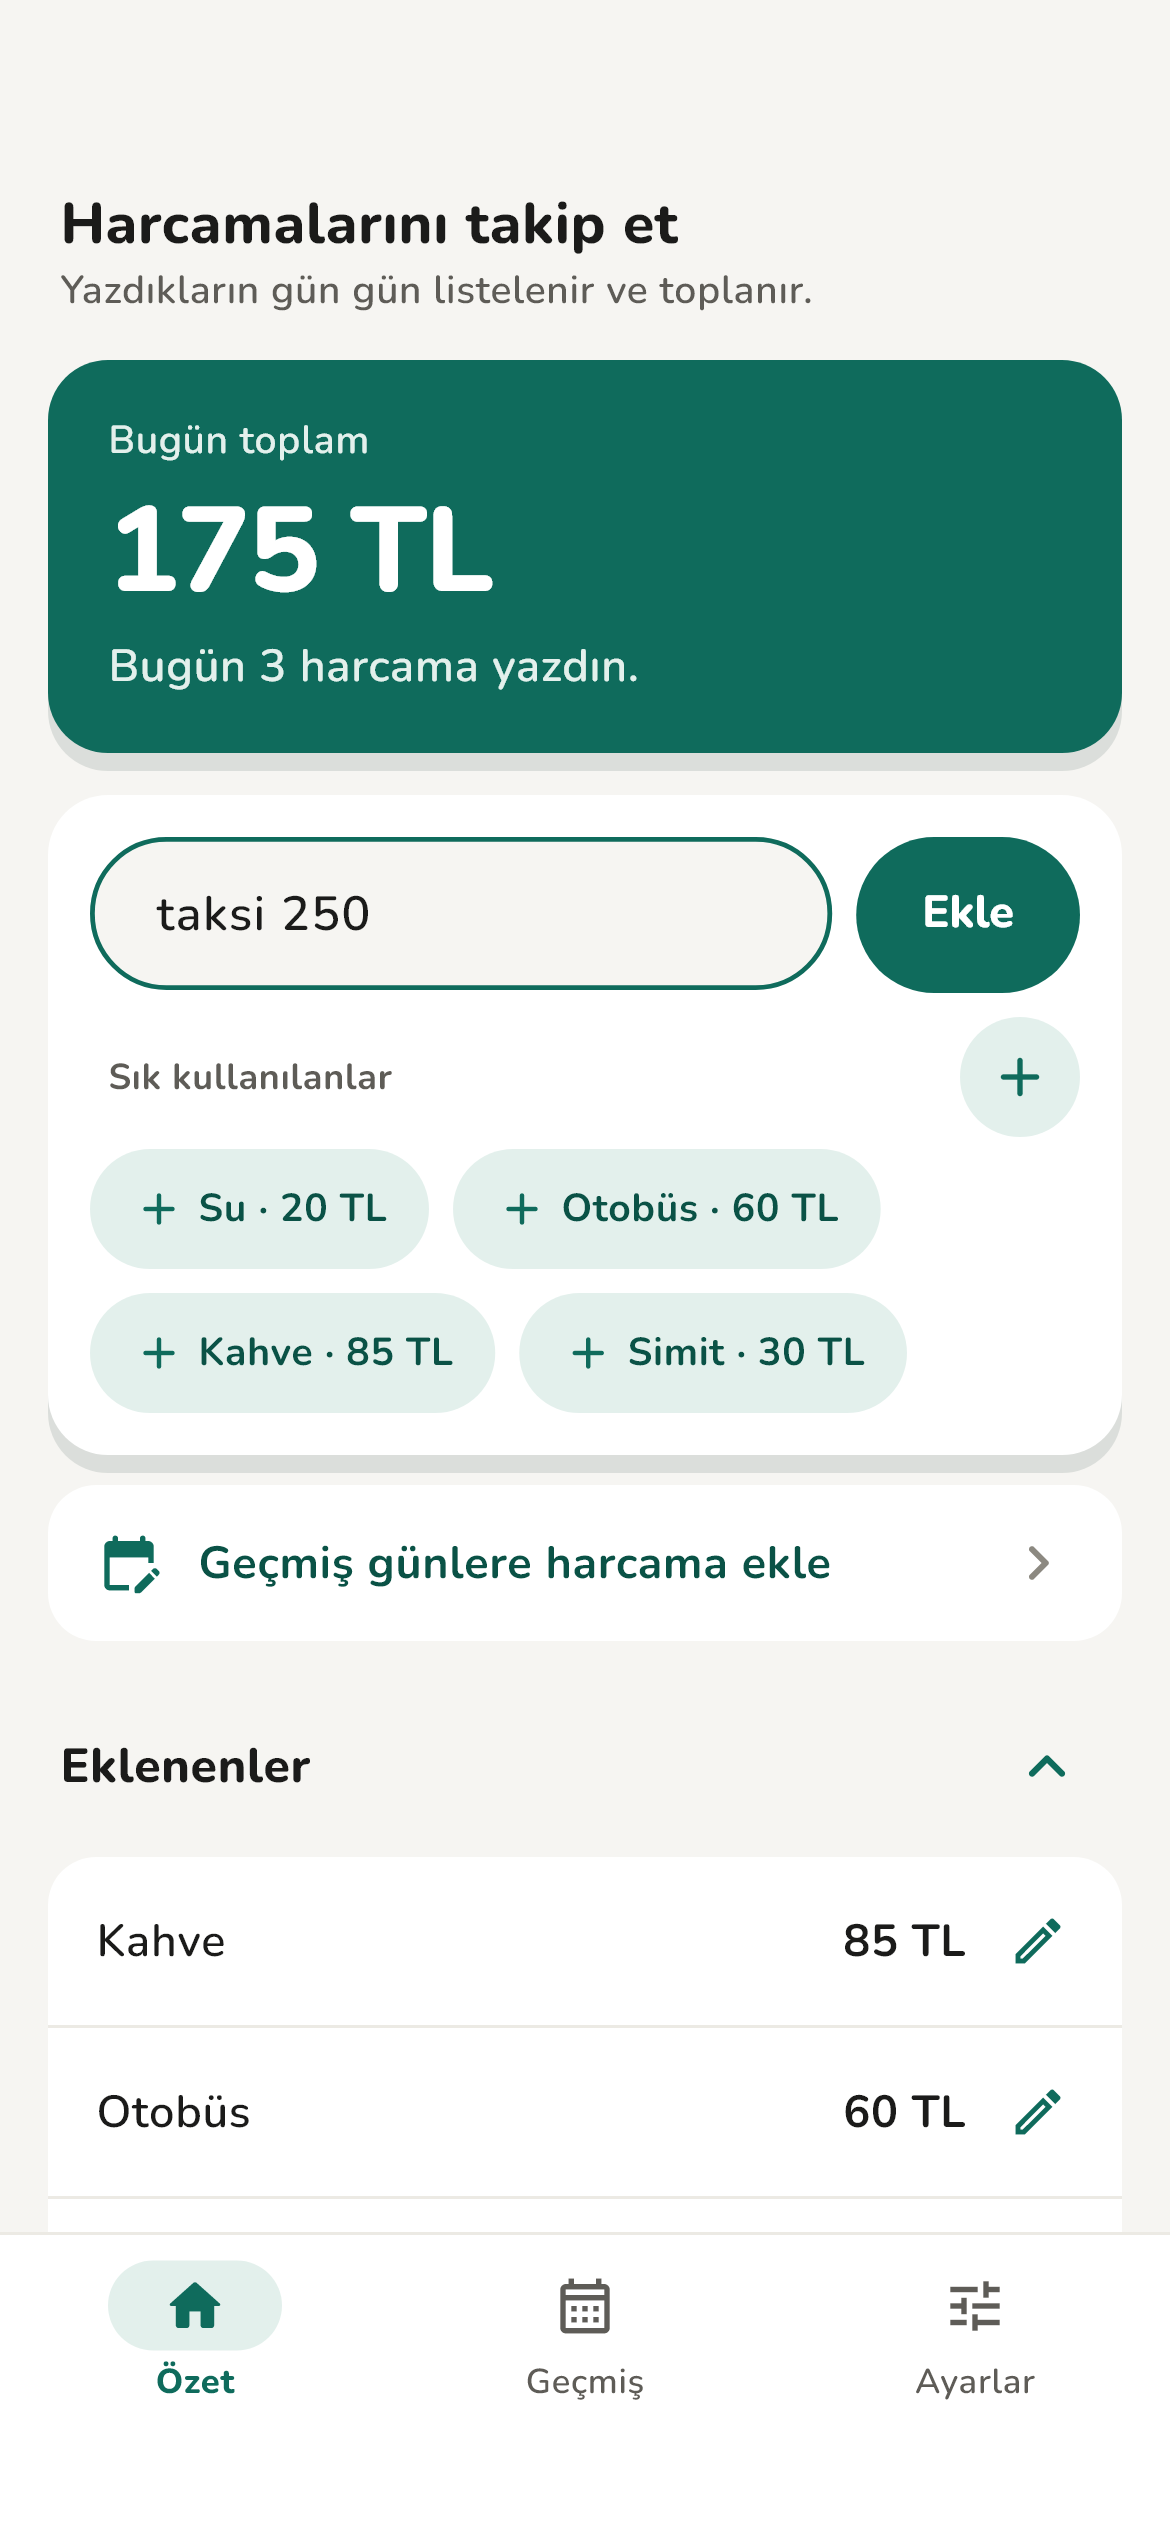 Harcamalarını takip et
Yazdıkların gün gün listelenir ve toplanır.
Bugün toplam
175 TL
Bugün 3 harcama yazdın.
taksi 250
Ekle
Sık kullanılanlar
Su · 20 TL
Otobüs · 60 TL
Kahve · 85 TL
Simit · 30 TL
Geçmiş günlere harcama ekle
Eklenenler
Kahve 85 TL
Otobüs 60 TL
Özet
Geçmiş
Ayarlar